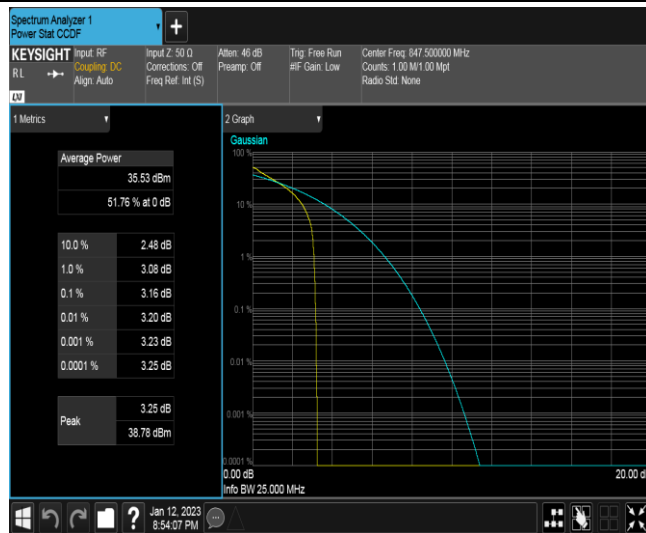 Spectrum Analyzer 1
Power Stat CCDF
+
KEYSIGHT
RL
Input: RF
Coupling: DC
Align: Auto
Input Z: 50 Ω
Corrections: Off
Freq Ref: Int (S)
Atten: 46 dB
Preamp: Off
Trig: Free Run
#IF Gain: Low
Center Freq: 847.500000 MHz
Counts: 1.00 M/1.00 Mpt
Radio Std: None
1 Metrics
Average Power
35.53 dBm
51.76 % at 0 dB
10.0 % 2.48 dB
1.0 % 3.08 dB
0.1 % 3.16 dB
0.01 % 3.20 dB
0.001 % 3.23 dB
0.0001 % 3.25 dB
Peak
3.25 dB
38.78 dBm
2 Graph
Gaussian
100 %
10 %
1 %
0.1 %
0.01 %
0.001 %
0.0001 %
0.00 dB
20.00 d
Info BW 25.000 MHz
?
Jan 12, 2023
8:54:07 PM